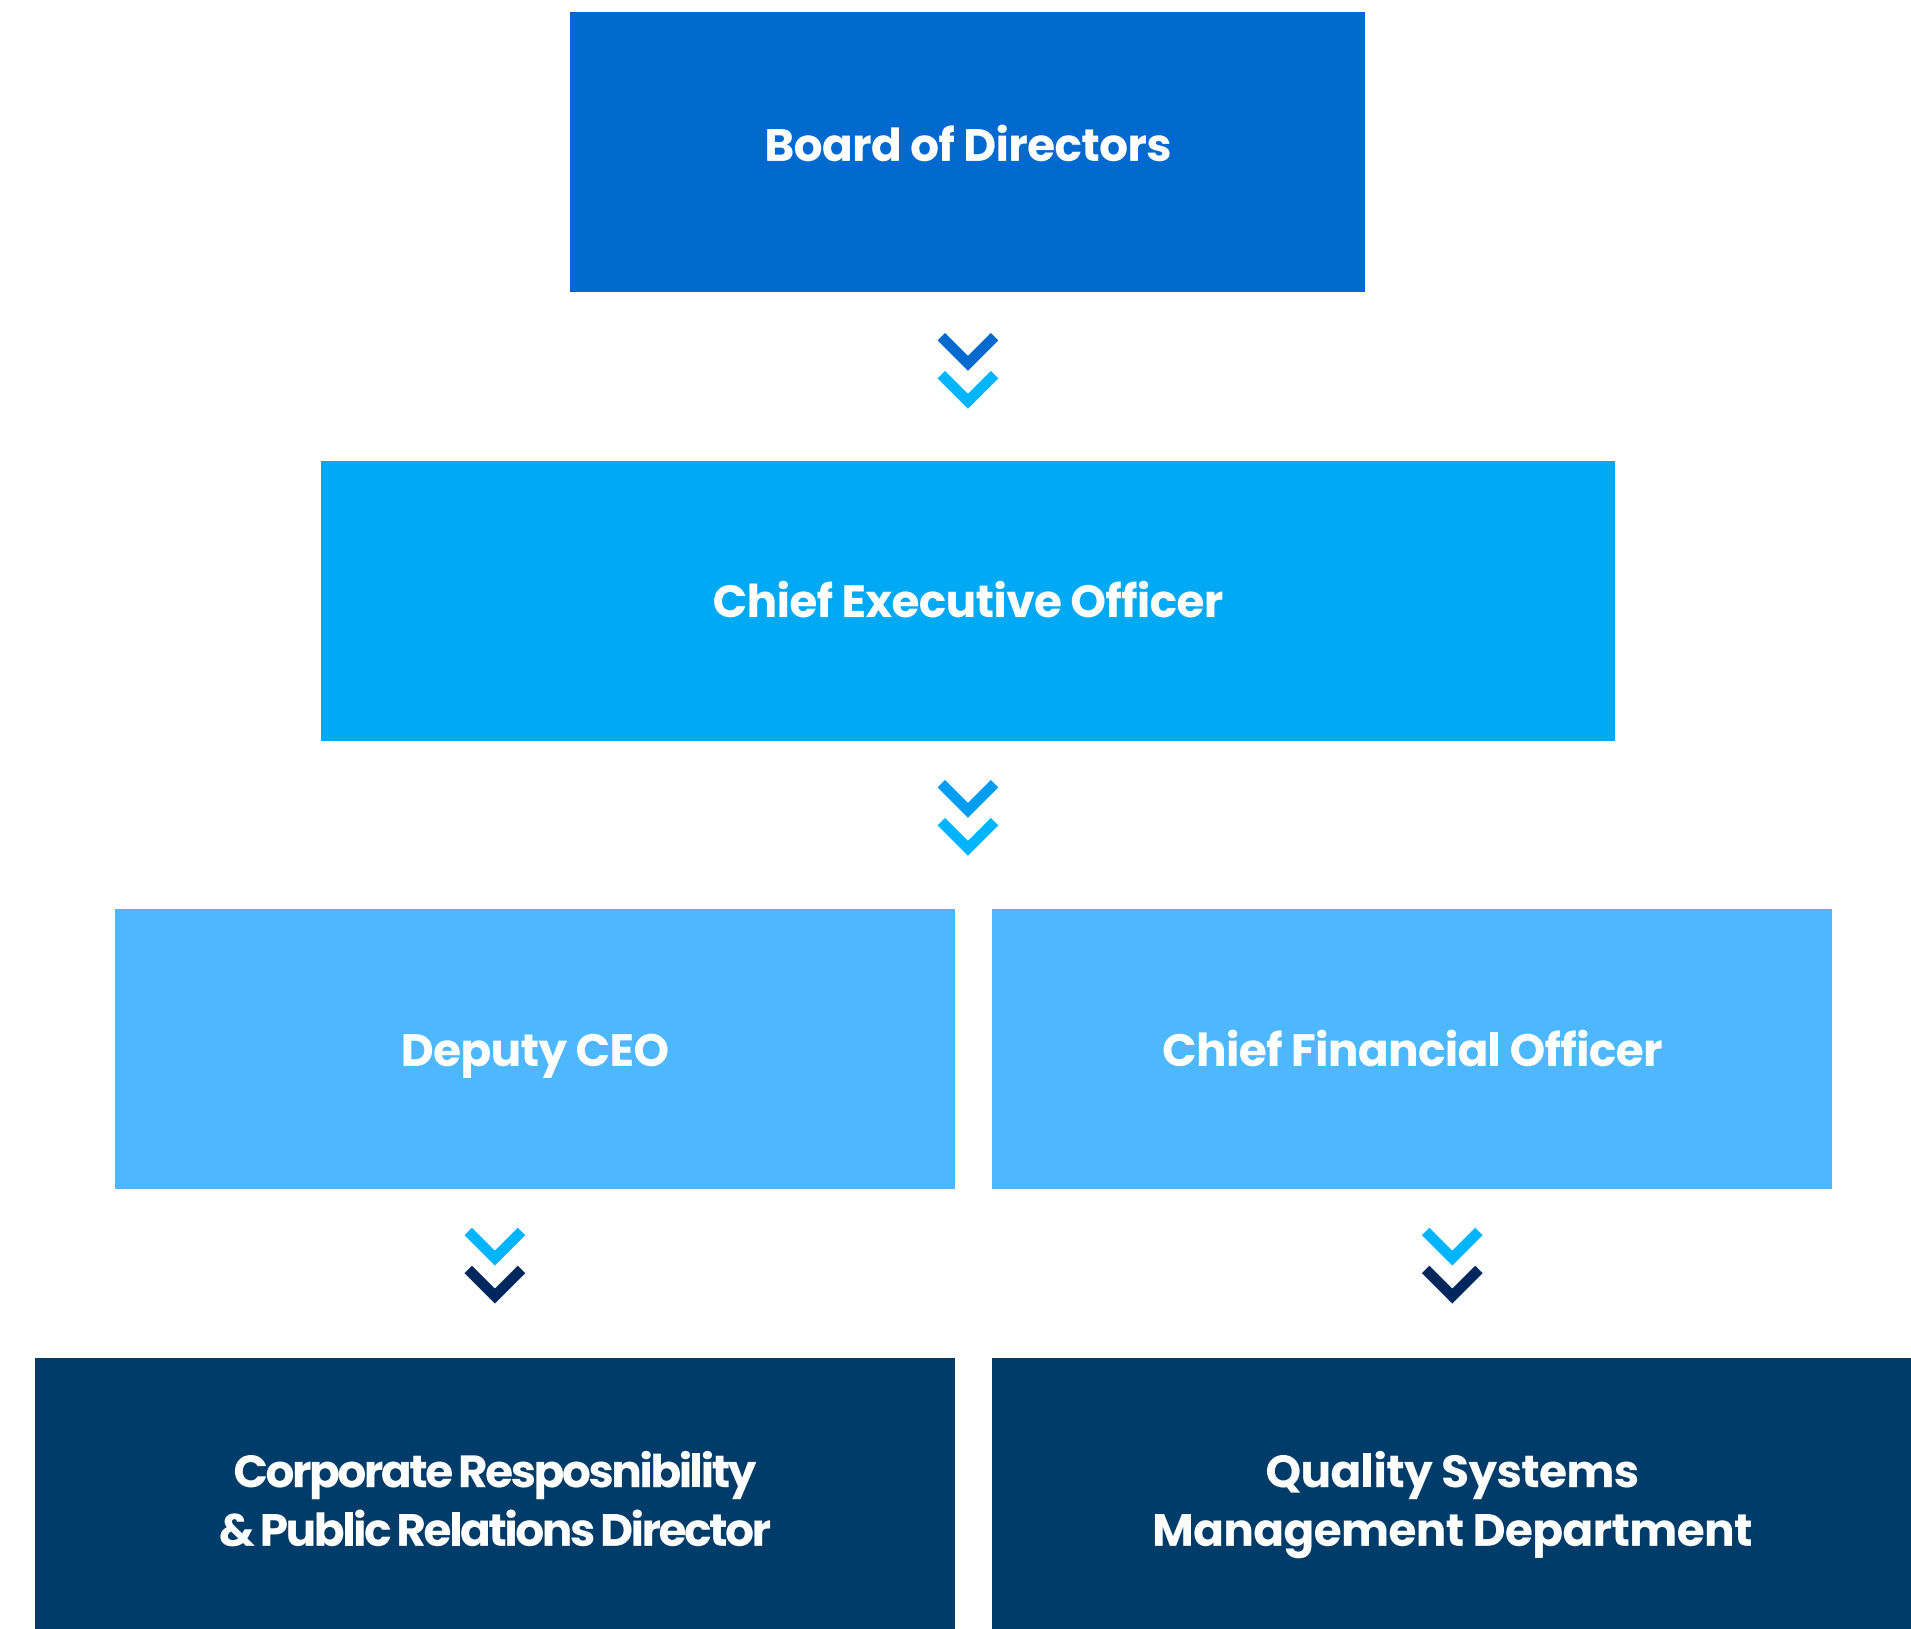 Board of Directors
Chief Executive Officer
Deputy CEO
Chief Financial Officer
Corporate Resposnibility
& Public Relations Director
Quality Systems
Management Department